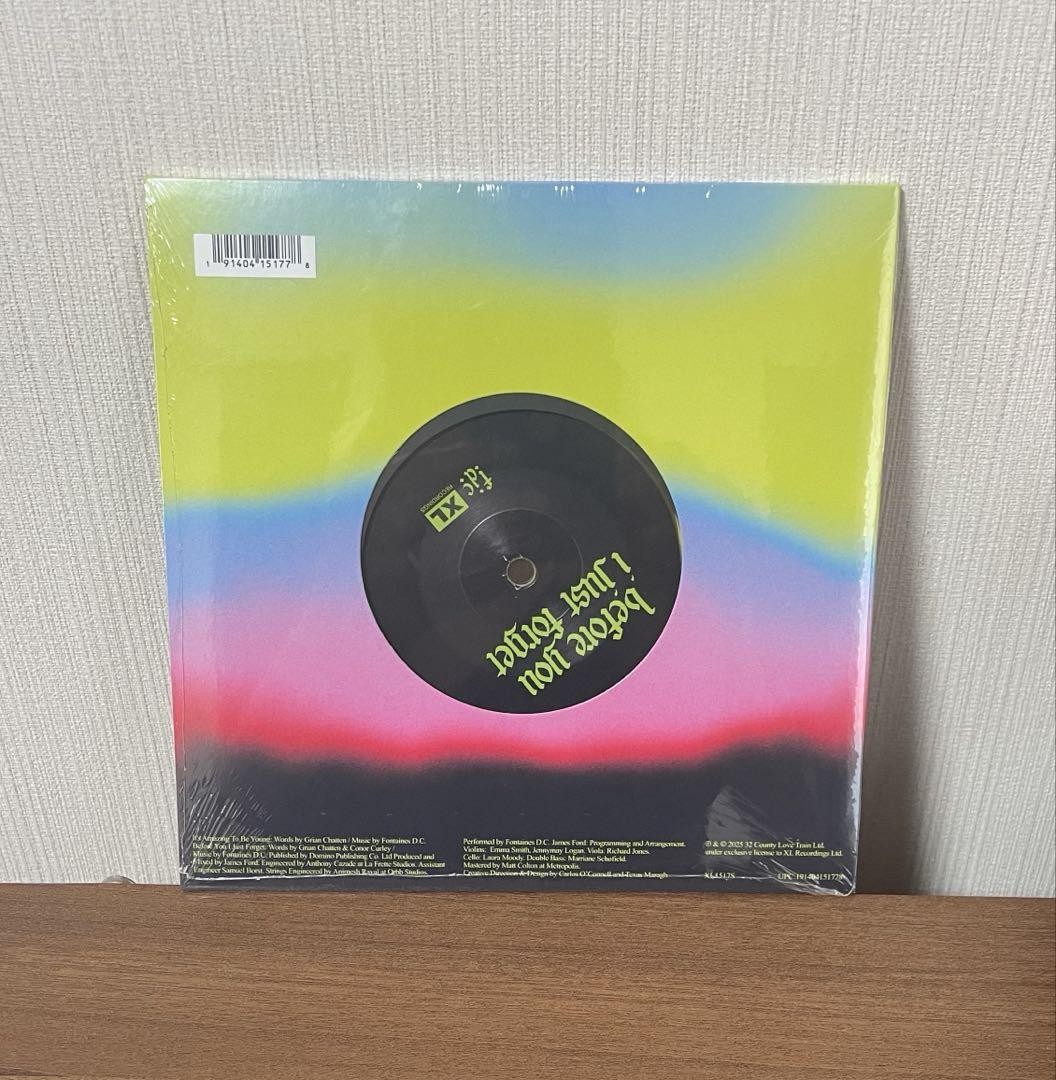 1 91404 15177 8
f.d.c
XL
RECORDINGS
before you
i just forget
It's Amazing To Be Young: Words by Grian Chatten / Music by Fontaines D.C.
Before You I Just Forget: Words by Grian Chatten & Conor Curley /
Music by Fontaines D.C. Published by Domino Publishing Co. Ltd Produced and
Mixed by James Ford. Engineered by Anthony Cazade at La Frette Studios. Assistant
Engineer Samuel Borst. Strings Engineered by Animesh Raval at Orbb Studios.
Performed by Fontaines D.C. James Ford: Programming and Arrangement.
Violins: Emma Smith, Jennymay Logan. Viola: Richard Jones.
Cello: Laura Moody. Double Bass: Marriane Schofield.
Mastered by Matt Colton at Metropolis.
Creative Direction & Design by Carlos O'Connell and Texas Maragh
℗ & © 2025 32 County Love Train Ltd.
under exclusive license to XL Recordings Ltd.
XL1517S
UPC: 191404151778